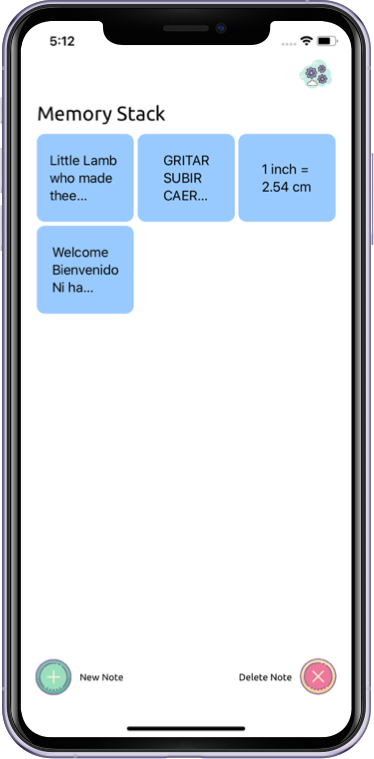 5:12
Memory Stack
Little Lamb
who made
thee...
GRITAR
SUBIR
CAER...
1 inch =
2.54 cm
Welcome
Bienvenido
Ni ha...
New Note
Delete Note